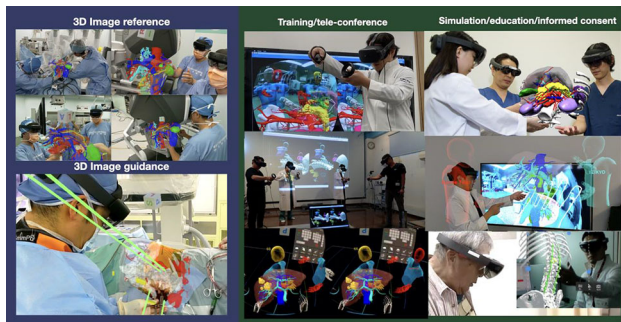 3D Image reference
Training/tele-conference
Simulation/education/informed consent
3D Image guidance